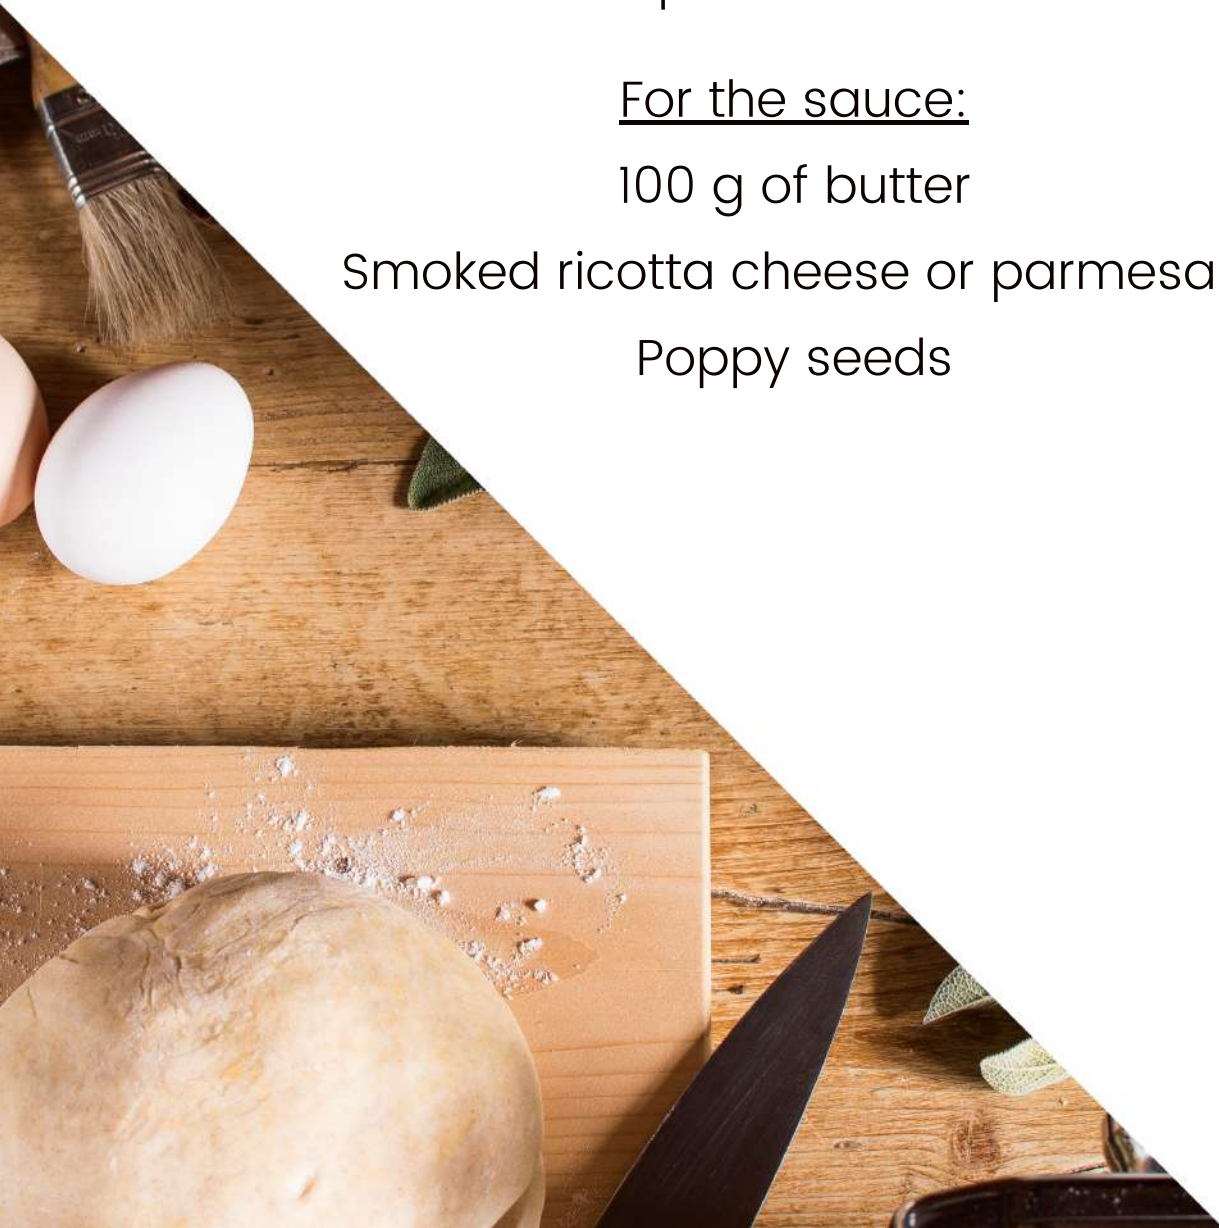 For the sauce:
100 g of butter
Smoked ricotta cheese or parmesa
Poppy seeds